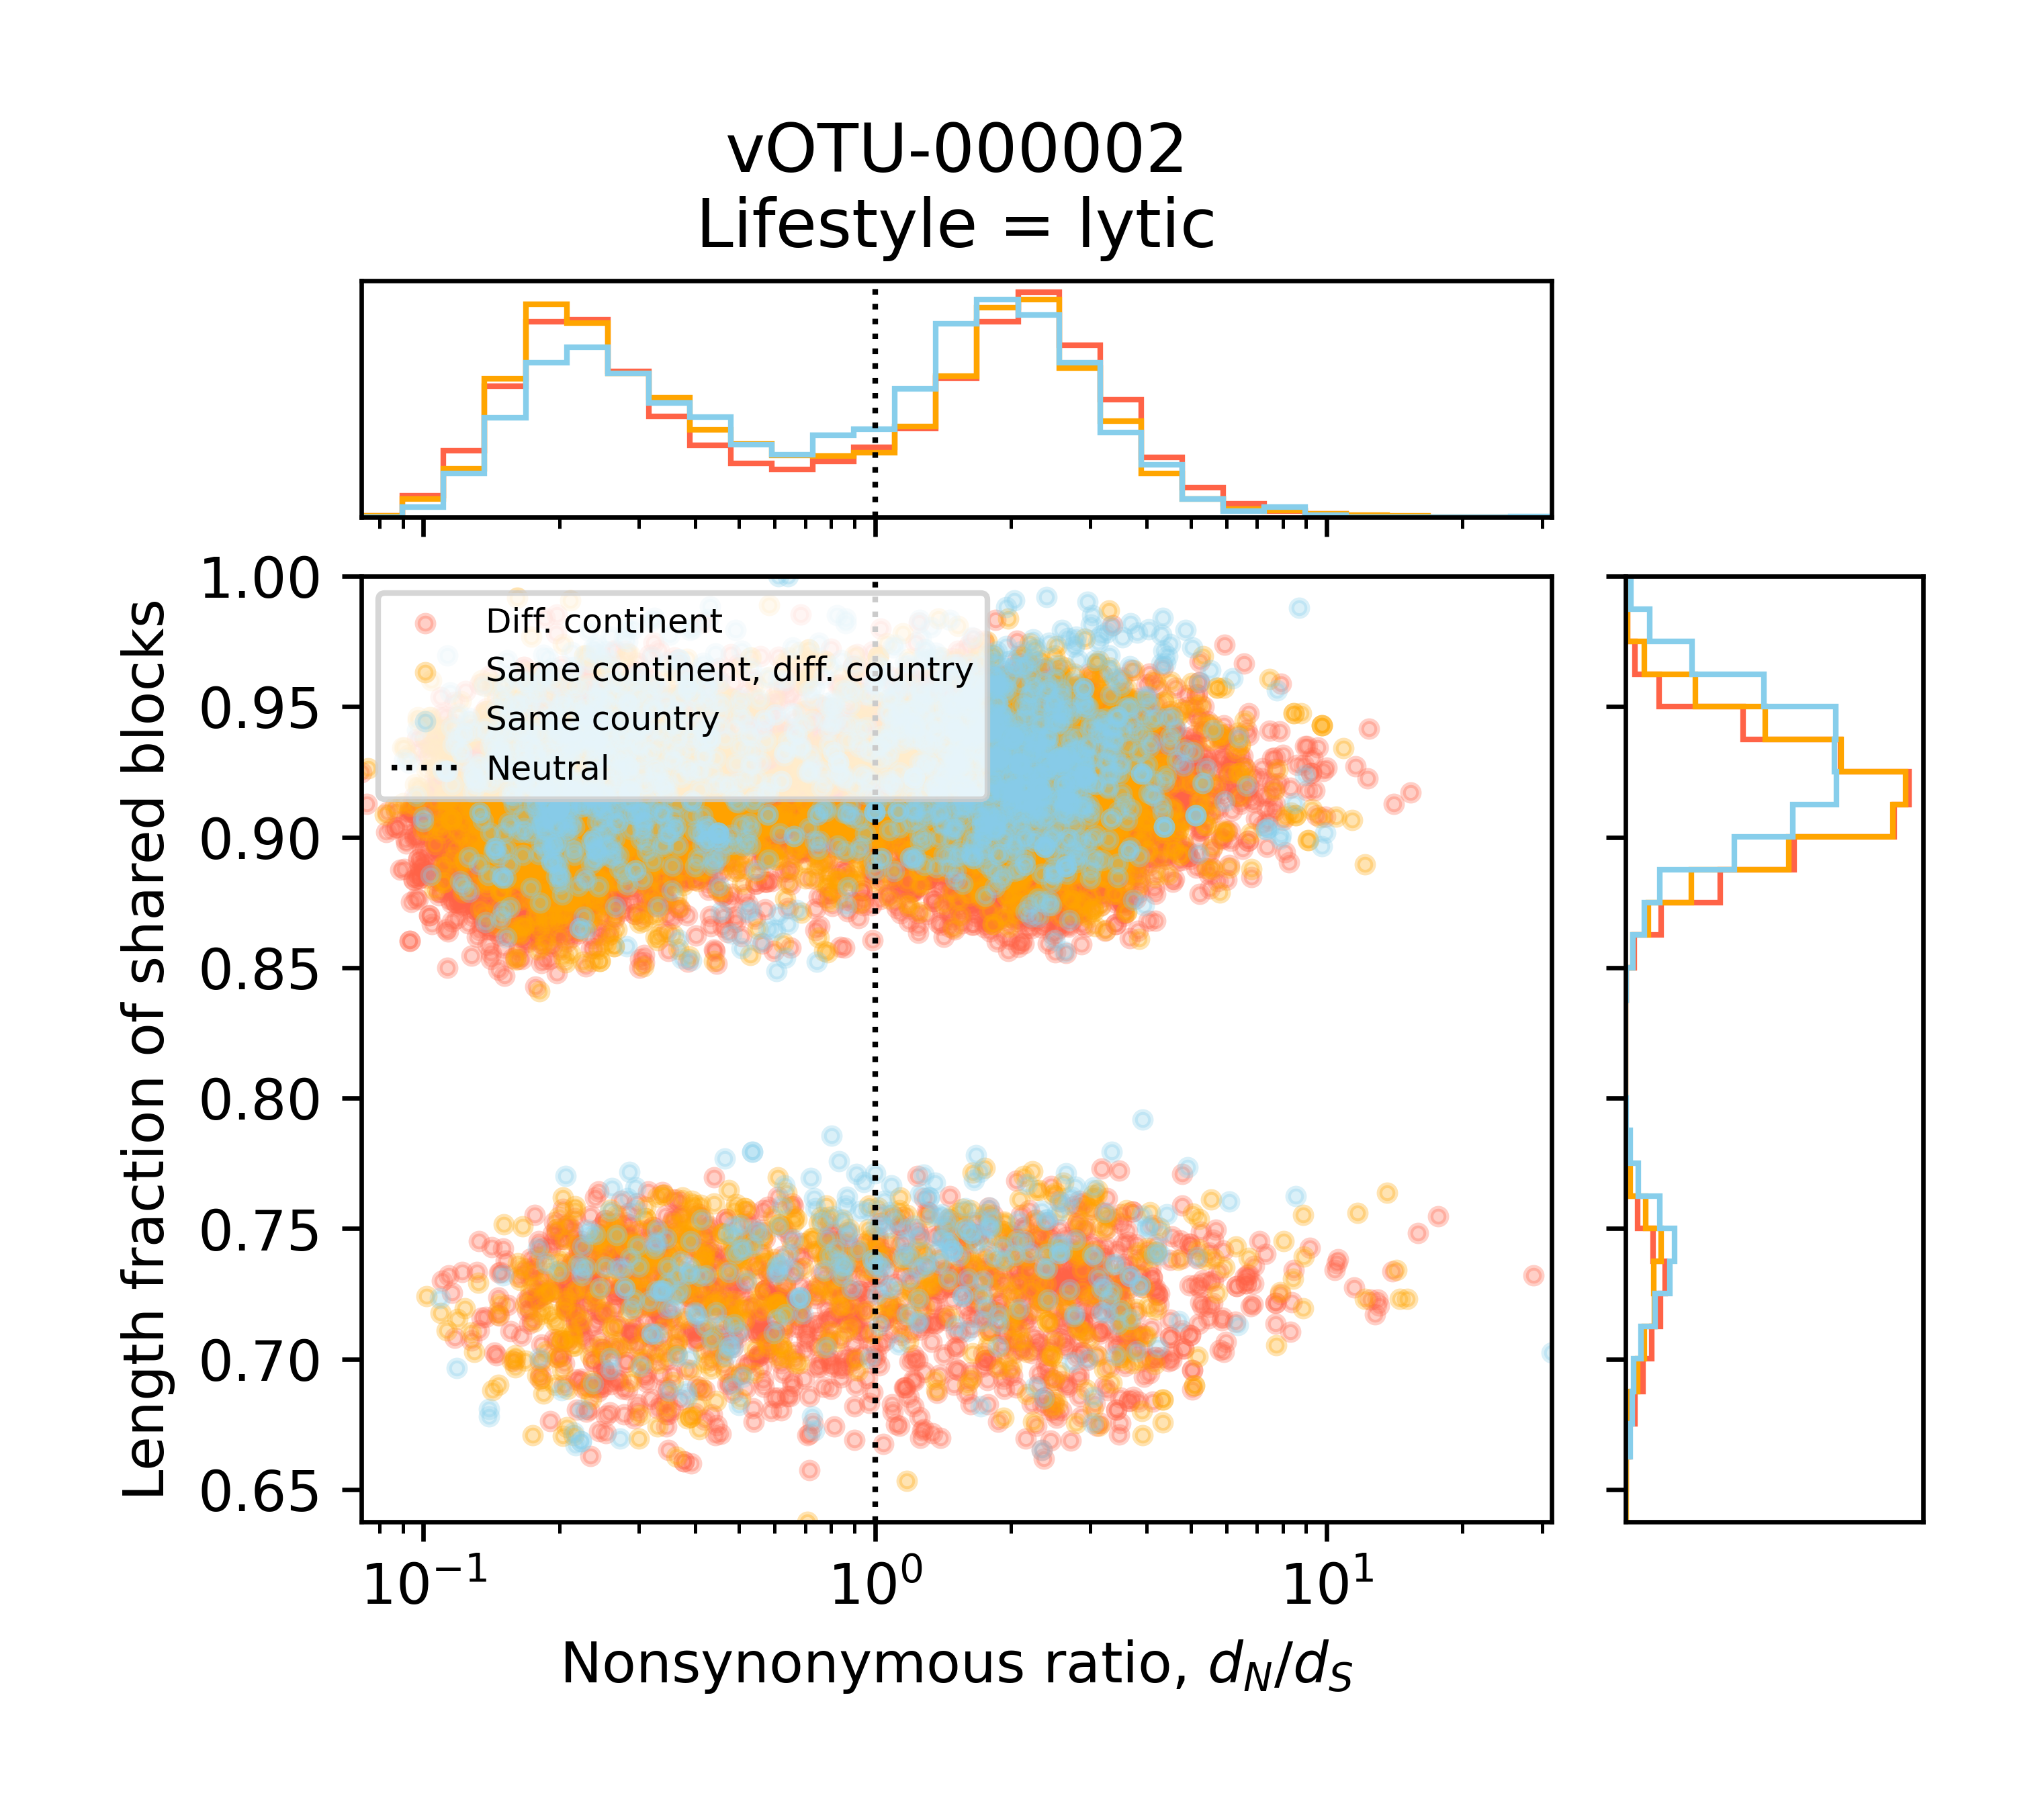 vOTU-000002
Lifestyle = lytic
Diff. continent
Same continent, diff. country
Same country
Neutral
Length fraction of shared blocks
1.00
0.95
0.90
0.85
0.80
0.75
0.70
0.65
10⁻¹ 10⁰ 10¹
Nonsynonymous ratio, d_N/d_S